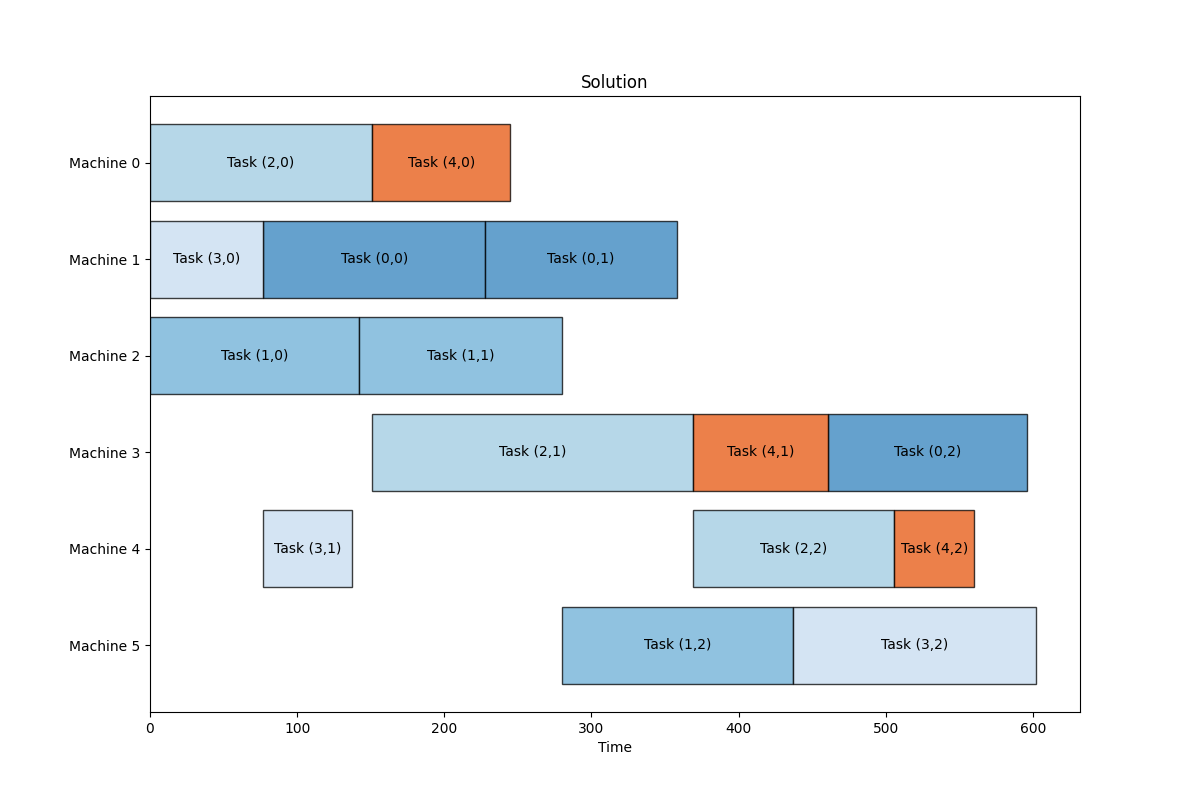 Solution
Machine 0
Task (2,0)
Task (4,0)
Machine 1
Task (3,0)
Task (0,0)
Task (0,1)
Machine 2
Task (1,0)
Task (1,1)
Machine 3
Task (2,1)
Task (4,1)
Task (0,2)
Machine 4
Task (3,1)
Task (2,2)
Task (4,2)
Machine 5
Task (1,2)
Task (3,2)
0 100 200 300 400 500 600
Time